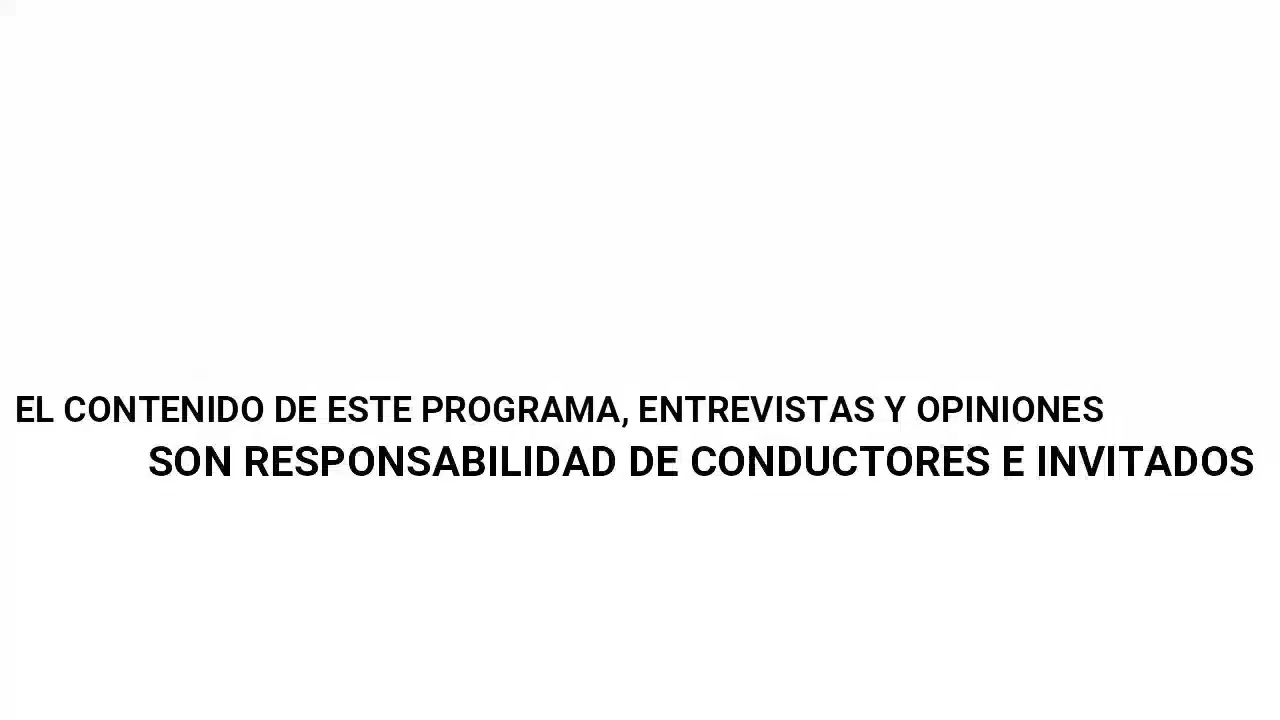 EL CONTENIDO DE ESTE PROGRAMA, ENTREVISTAS Y OPINIONES
SON RESPONSABILIDAD DE CONDUCTORES E INVITADOS